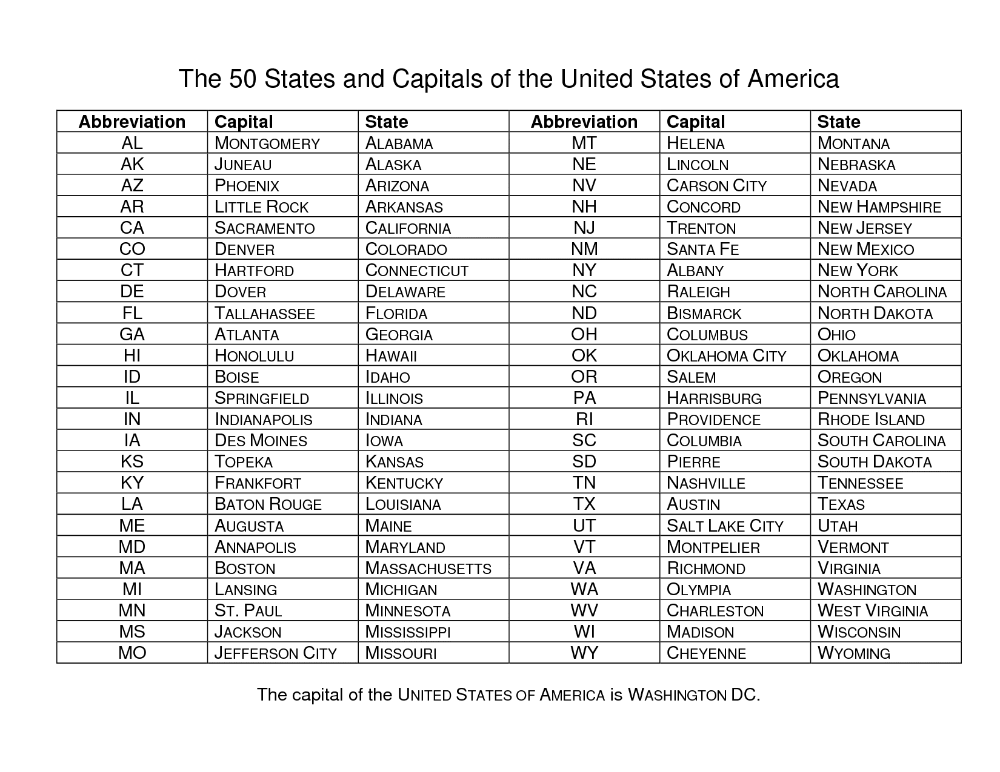 The 50 States and Capitals of the United States of America
Abbreviation Capital State Abbreviation Capital State
AL MONTGOMERY ALABAMA MT HELENA MONTANA
AK JUNEAU ALASKA NE LINCOLN NEBRASKA
AZ PHOENIX ARIZONA NV CARSON CITY NEVADA
AR LITTLE ROCK ARKANSAS NH CONCORD NEW HAMPSHIRE
CA SACRAMENTO CALIFORNIA NJ TRENTON NEW JERSEY
CO DENVER COLORADO NM SANTA FE NEW MEXICO
CT HARTFORD CONNECTICUT NY ALBANY NEW YORK
DE DOVER DELAWARE NC RALEIGH NORTH CAROLINA
FL TALLAHASSEE FLORIDA ND BISMARCK NORTH DAKOTA
GA ATLANTA GEORGIA OH COLUMBUS OHIO
HI HONOLULU HAWAII OK OKLAHOMA CITY OKLAHOMA
ID BOISE IDAHO OR SALEM OREGON
IL SPRINGFIELD ILLINOIS PA HARRISBURG PENNSYLVANIA
IN INDIANAPOLIS INDIANA RI PROVIDENCE RHODE ISLAND
IA DES MOINES IOWA SC COLUMBIA SOUTH CAROLINA
KS TOPEKA KANSAS SD PIERRE SOUTH DAKOTA
KY FRANKFORT KENTUCKY TN NASHVILLE TENNESSEE
LA BATON ROUGE LOUISIANA TX AUSTIN TEXAS
ME AUGUSTA MAINE UT SALT LAKE CITY UTAH
MD ANNAPOLIS MARYLAND VT MONTPELIER VERMONT
MA BOSTON MASSACHUSETTS VA RICHMOND VIRGINIA
MI LANSING MICHIGAN WA OLYMPIA WASHINGTON
MN ST. PAUL MINNESOTA WV CHARLESTON WEST VIRGINIA
MS JACKSON MISSISSIPPI WI MADISON WISCONSIN
MO JEFFERSON CITY MISSOURI WY CHEYENNE WYOMING
The capital of the UNITED STATES OF AMERICA is WASHINGTON DC.